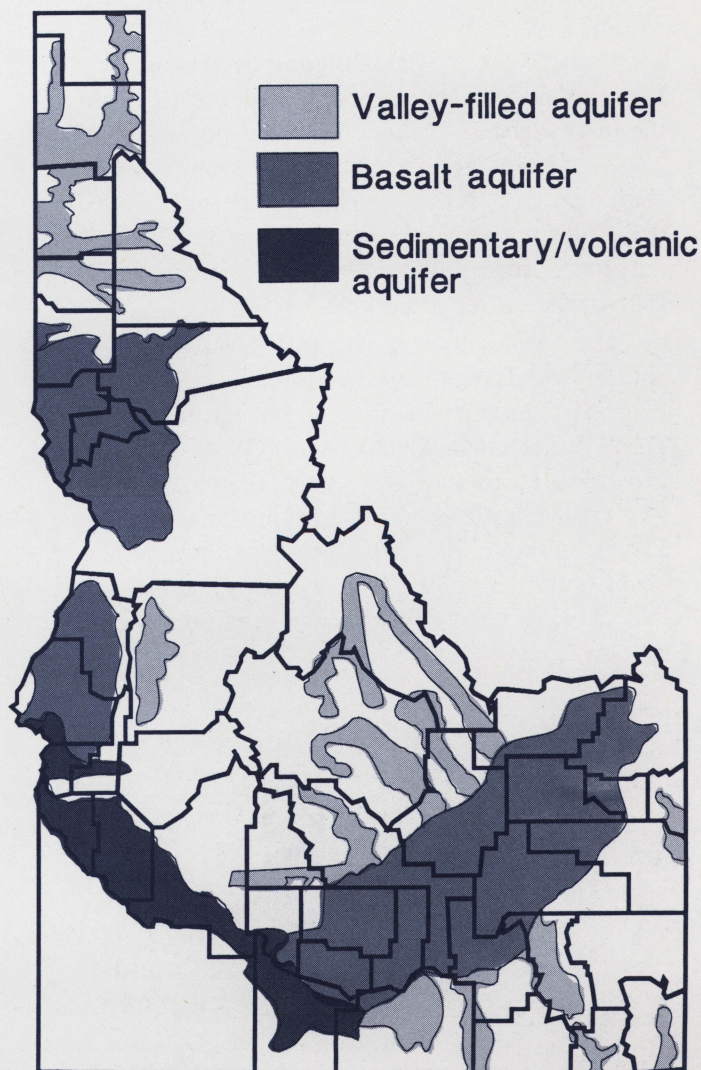 Valley-filled aquifer
Basalt aquifer
Sedimentary/volcanic
aquifer